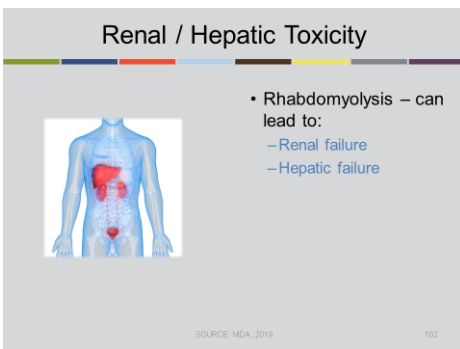 Renal / Hepatic Toxicity
• Rhabdomyolysis – can
lead to:
–Renal failure
–Hepatic failure
SOURCE: NIDA, 2019
102